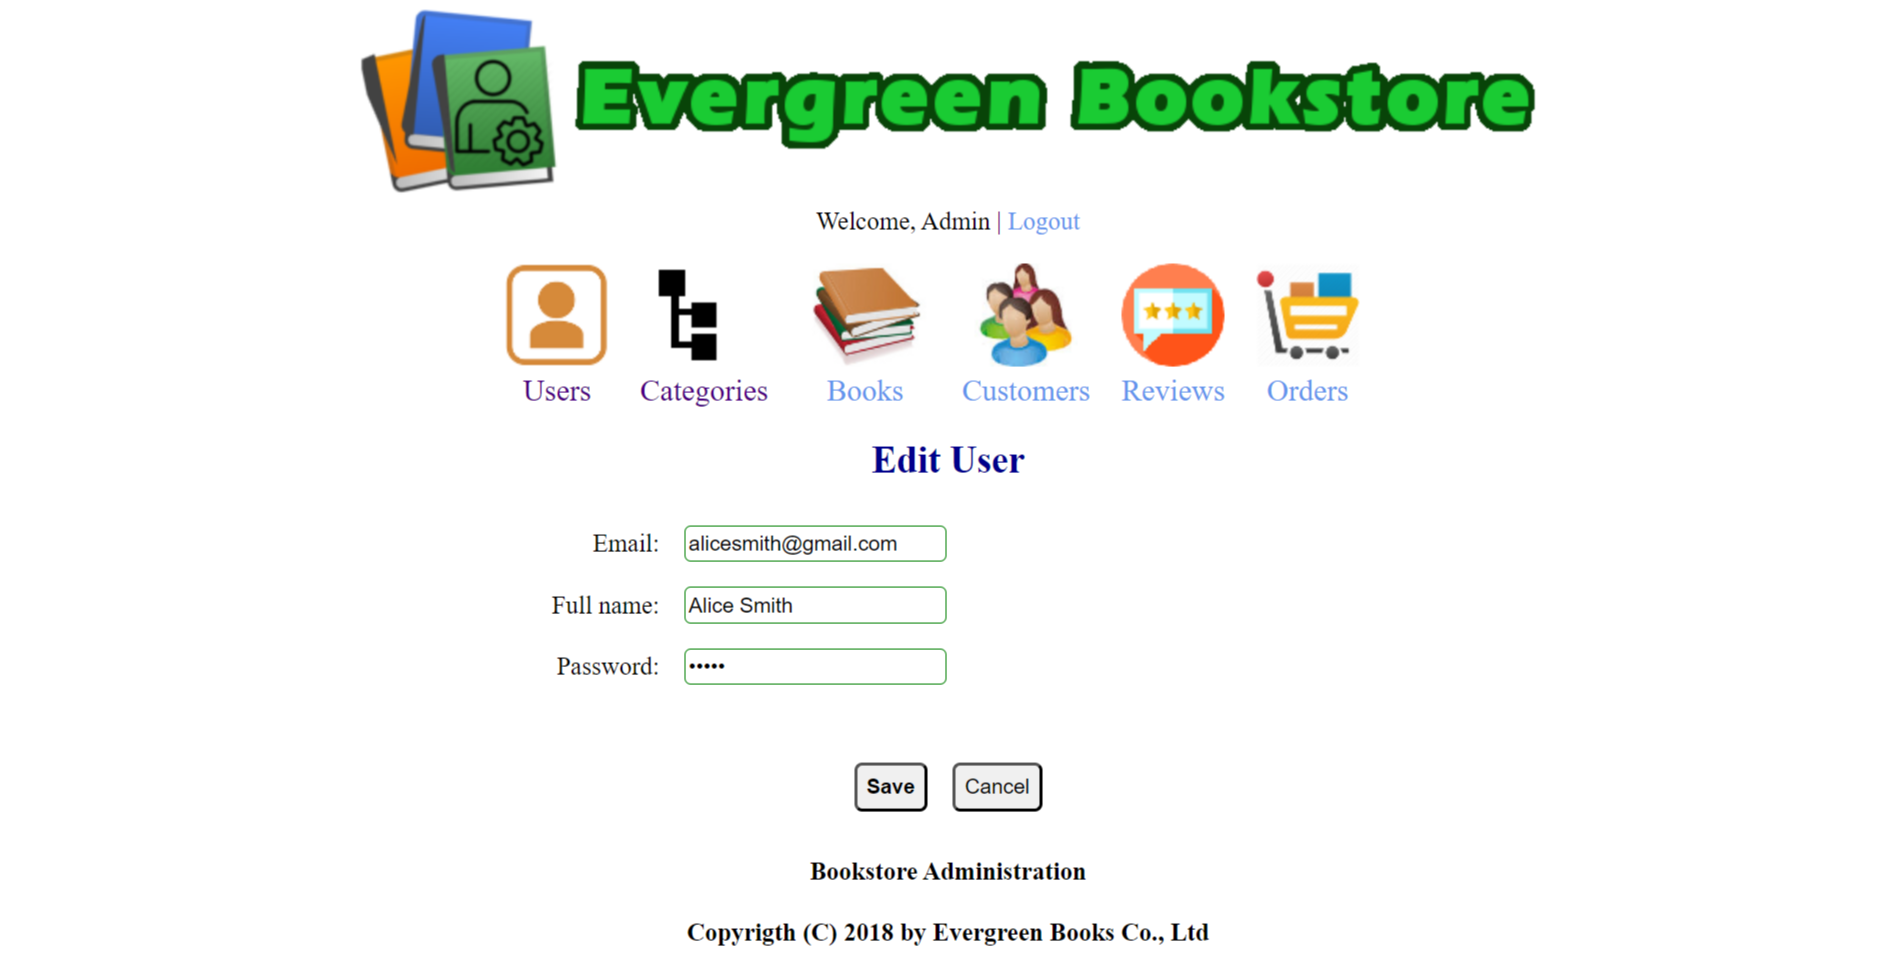 Evergreen Bookstore
Welcome, Admin | Logout
Users Categories Books Customers Reviews Orders
Edit User
Email: alicesmith@gmail.com
Full name: Alice Smith
Password: •••••
Save Cancel
Bookstore Administration
Copyrigth (C) 2018 by Evergreen Books Co., Ltd